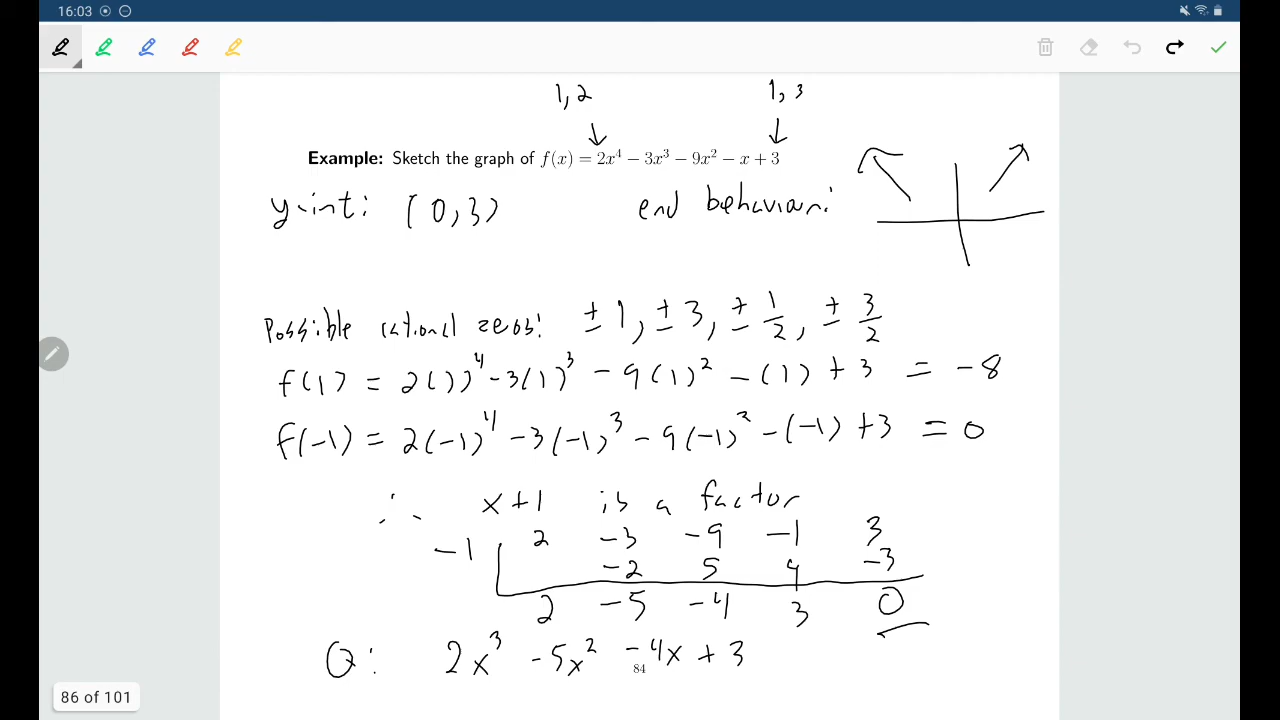 16:03
1, 2 1, 3
Example: Sketch the graph of f(x) = 2x⁴ − 3x³ − 9x² − x + 3
y-int: (0, 3) end behaviour:
Possible rational zeros: ± 1, ± 3, ± 1/2, ± 3/2
f(1) = 2(1)⁴ - 3(1)³ - 9(1)² - (1) + 3 = -8
f(-1) = 2(-1)⁴ - 3(-1)³ - 9(-1)² - (-1) + 3 = 0
∴ x+1 is a factor
-1 | 2 -3 -9 -1 3
-2 5 4 -3
2 -5 -4 3 0
Q: 2x³ - 5x² - 4x + 3
84
86 of 101